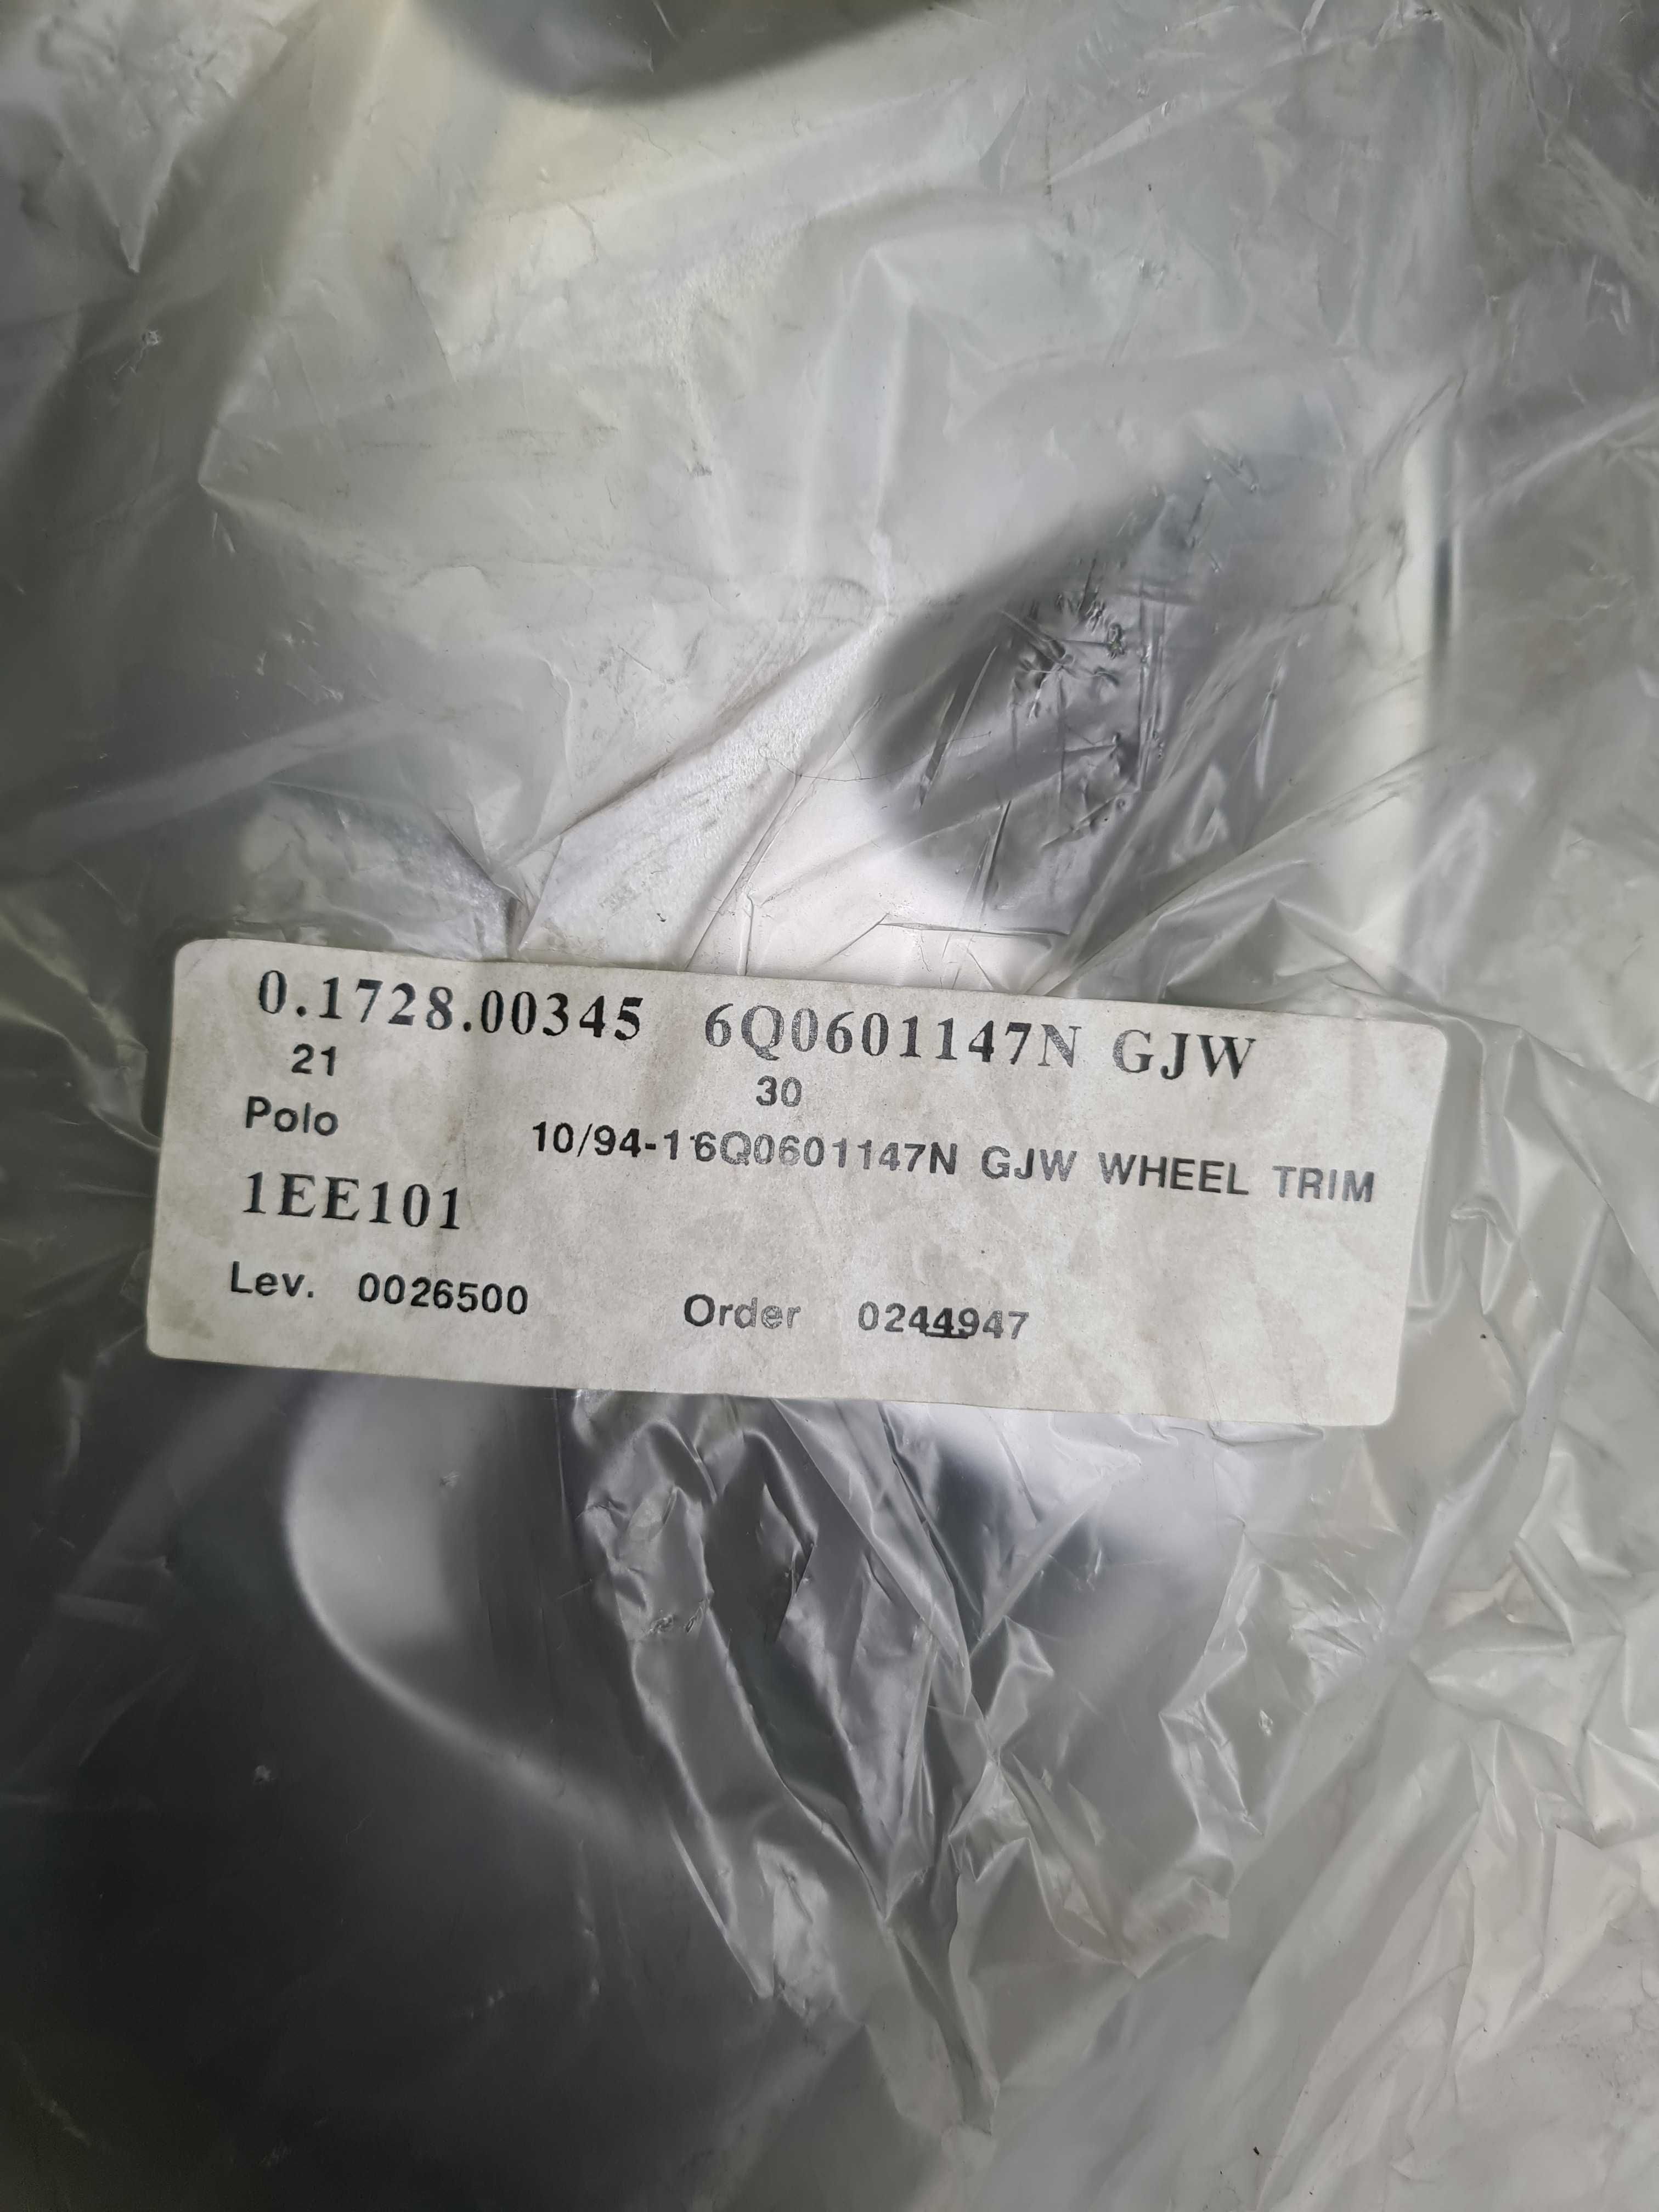 0.1728.00345 6Q0601147N GJW
21 30
Polo 10/94-16Q0601147N GJW WHEEL TRIM
1EE101
Lev. 0026500 Order 0244947